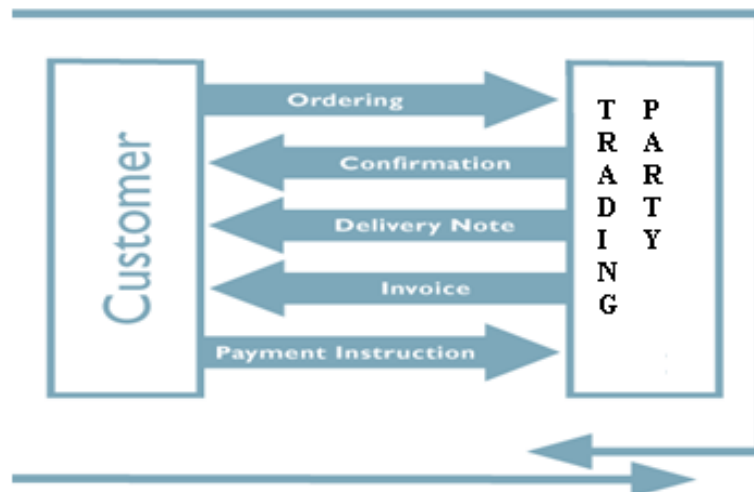 Customer
Ordering
Confirmation
Delivery Note
Invoice
Payment Instruction
TRADING
PARTY